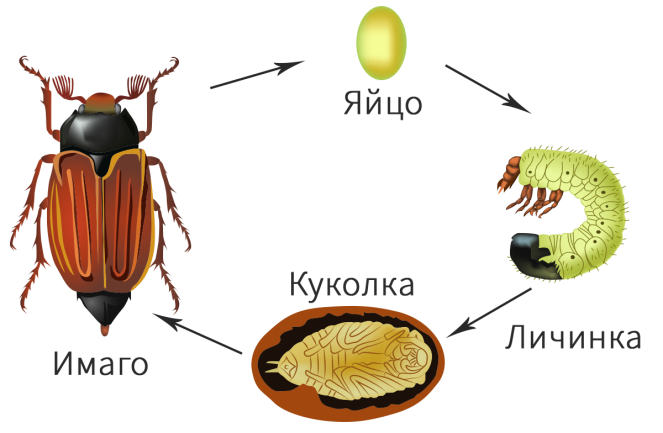 Яйцо
Личинка
Куколка
Имаго